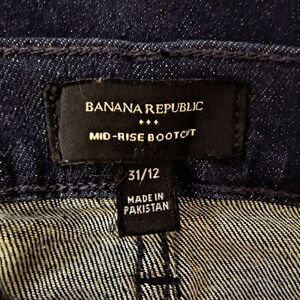 BANANA REPUBLIC
MID-RISE BOOTCUT
31/12
MADE IN
PAKISTAN